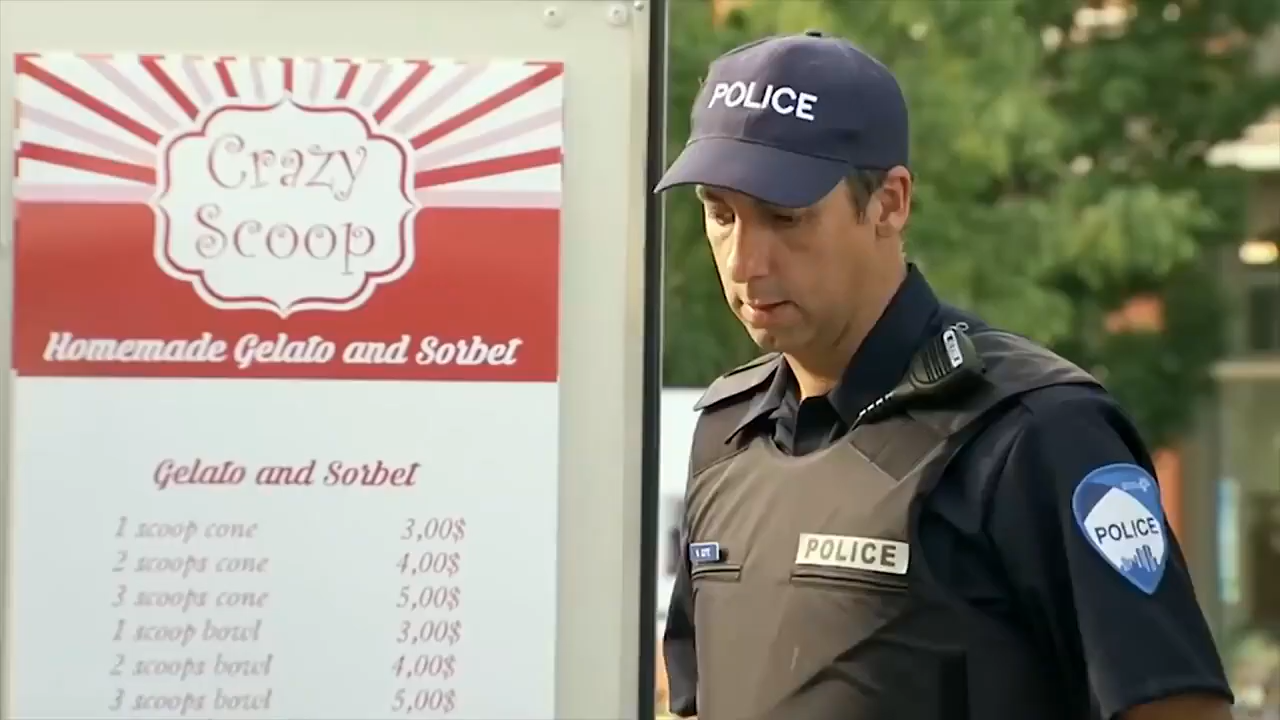 Crazy
Scoop
Homemade Gelato and Sorbet
Gelato and Sorbet
1 scoop cone 3,00$
2 scoops cone 4,00$
3 scoops cone 5,00$
1 scoop bowl 3,00$
2 scoops bowl 4,00$
3 scoops bowl 5,00$
POLICE
POLICE
POLICE